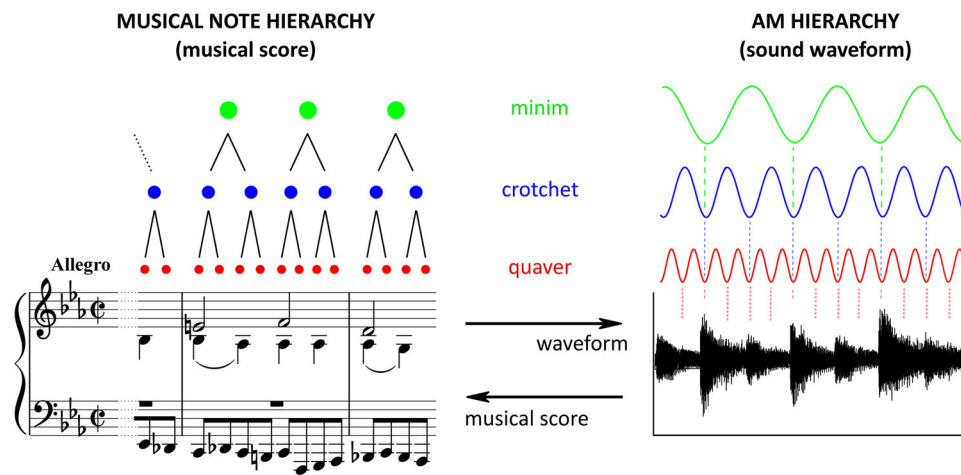 MUSICAL NOTE HIERARCHY
(musical score)
AM HIERARCHY
(sound waveform)
minim
crotchet
quaver
Allegro
waveform
musical score